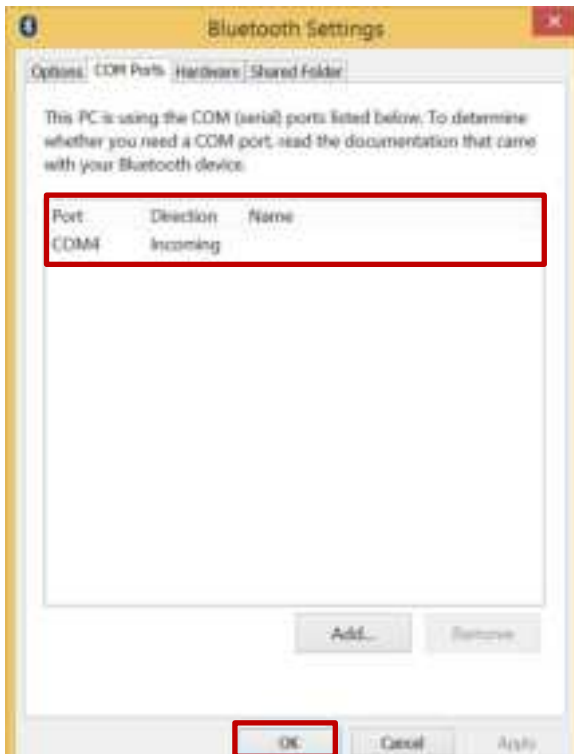 Bluetooth Settings
Options COM Ports Hardware Shared Folder
This PC is using the COM (serial) ports listed below. To determine
whether you need a COM port, read the documentation that came
with your Bluetooth device.
Port Direction Name
COM4 Incoming
Add... Remove
OK Cancel Apply